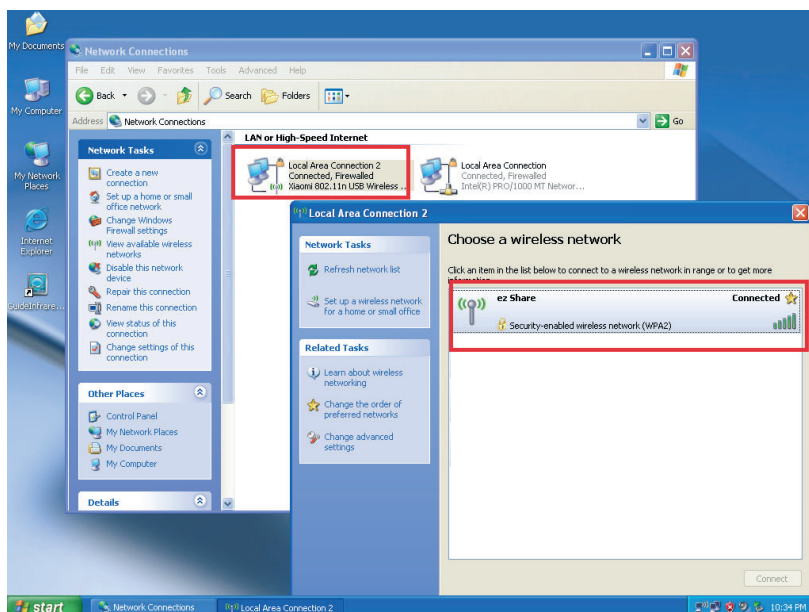 My Documents
My Computer
My Network
Places
Internet
Explorer
GuideInfrare...
Network Connections
File Edit View Favorites Tools Advanced Help
Back Search Folders
Address Network Connections Go
Network Tasks
Create a new
connection
Set up a home or small
office network
Change Windows
Firewall settings
View available wireless
networks
Disable this network
device
Repair this connection
Rename this connection
View status of this
connection
Change settings of this
connection
Other Places
Control Panel
My Network Places
My Documents
My Computer
Details
LAN or High-Speed Internet
Local Area Connection 2
Connected, Firewalled
Xiaomi 802.11n USB Wireless ...
Local Area Connection
Connected, Firewalled
Intel(R) PRO/1000 MT Networ...
Local Area Connection 2
Network Tasks
Refresh network list
Set up a wireless network
for a home or small office
Related Tasks
Learn about wireless
networking
Change the order of
preferred networks
Change advanced
settings
Choose a wireless network
Click an item in the list below to connect to a wireless network in range or to get more
information.
ez Share Connected
Security-enabled wireless network (WPA2)
Connect
start Network Connections Local Area Connection 2 10:34 PM